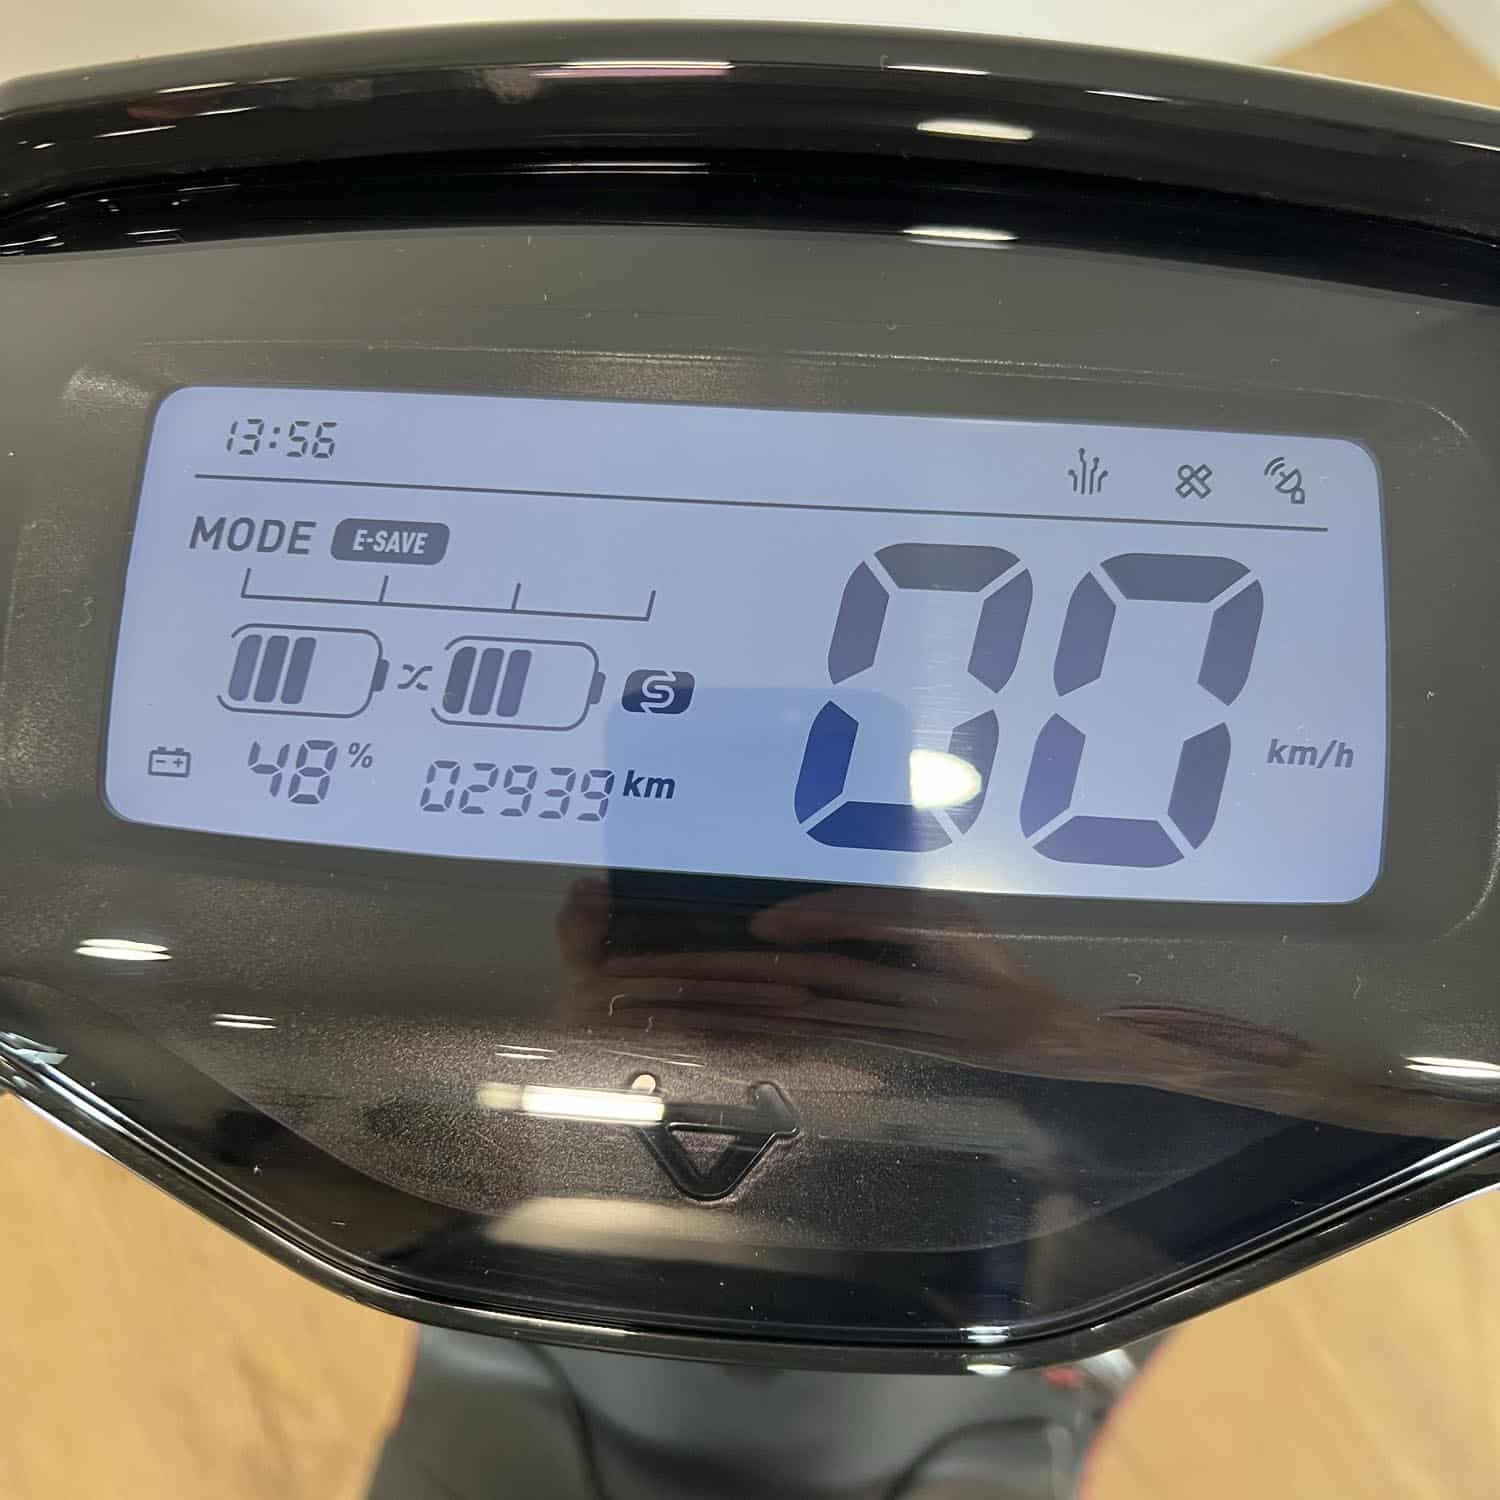 13:56
MODE E-SAVE
00 km/h
S
48% 02939 km